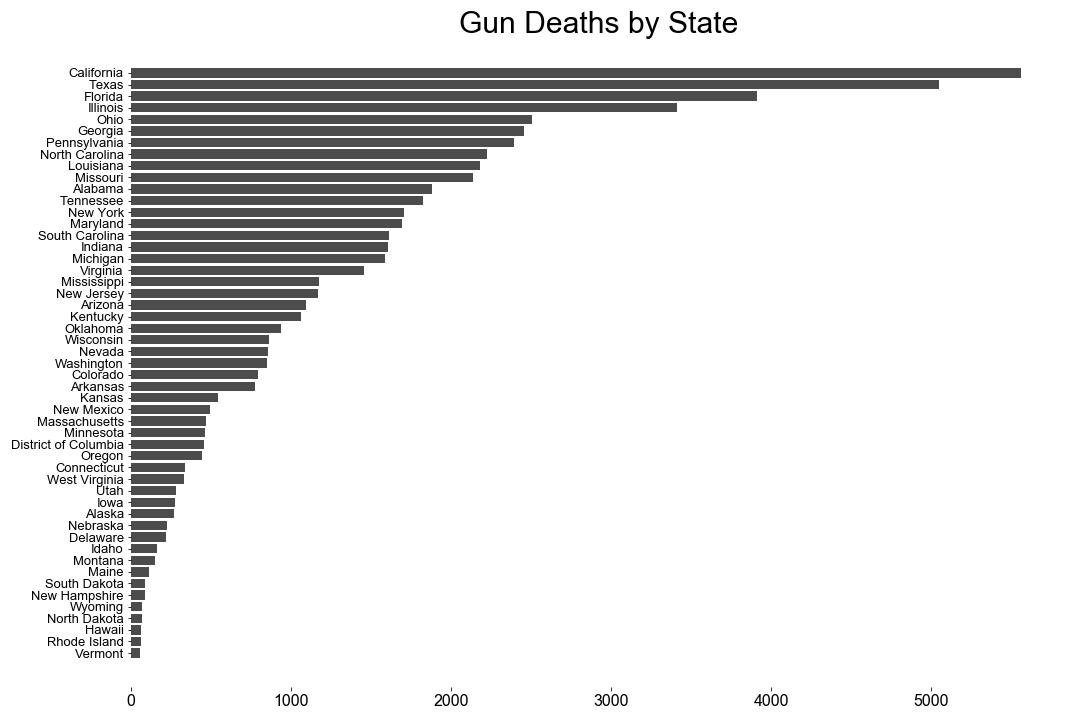 Gun Deaths by State
California
Texas
Florida
Illinois
Ohio
Georgia
Pennsylvania
North Carolina
Louisiana
Missouri
Alabama
Tennessee
New York
Maryland
South Carolina
Indiana
Michigan
Virginia
Mississippi
New Jersey
Arizona
Kentucky
Oklahoma
Wisconsin
Nevada
Washington
Colorado
Arkansas
Kansas
New Mexico
Massachusetts
Minnesota
District of Columbia
Oregon
Connecticut
West Virginia
Utah
Iowa
Alaska
Nebraska
Delaware
Idaho
Montana
Maine
South Dakota
New Hampshire
Wyoming
North Dakota
Hawaii
Rhode Island
Vermont
0 1000 2000 3000 4000 5000